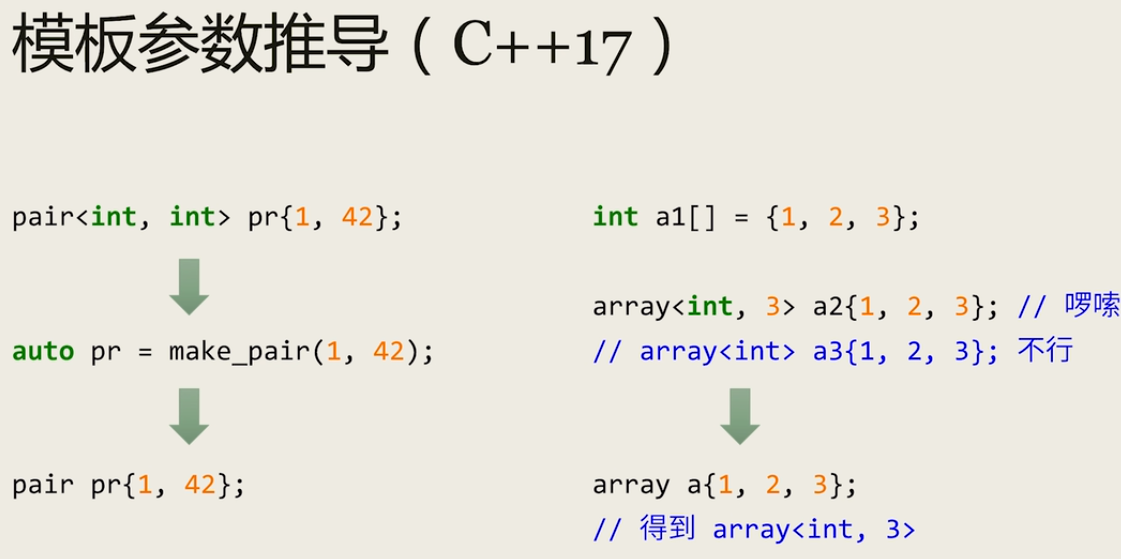 模板参数推导（C++17）
pair<int, int> pr{1, 42};
auto pr = make_pair(1, 42);
pair pr{1, 42};
int a1[] = {1, 2, 3};
array<int, 3> a2{1, 2, 3}; // 啰嗦
// array<int> a3{1, 2, 3}; 不行
array a{1, 2, 3};
// 得到 array<int, 3>